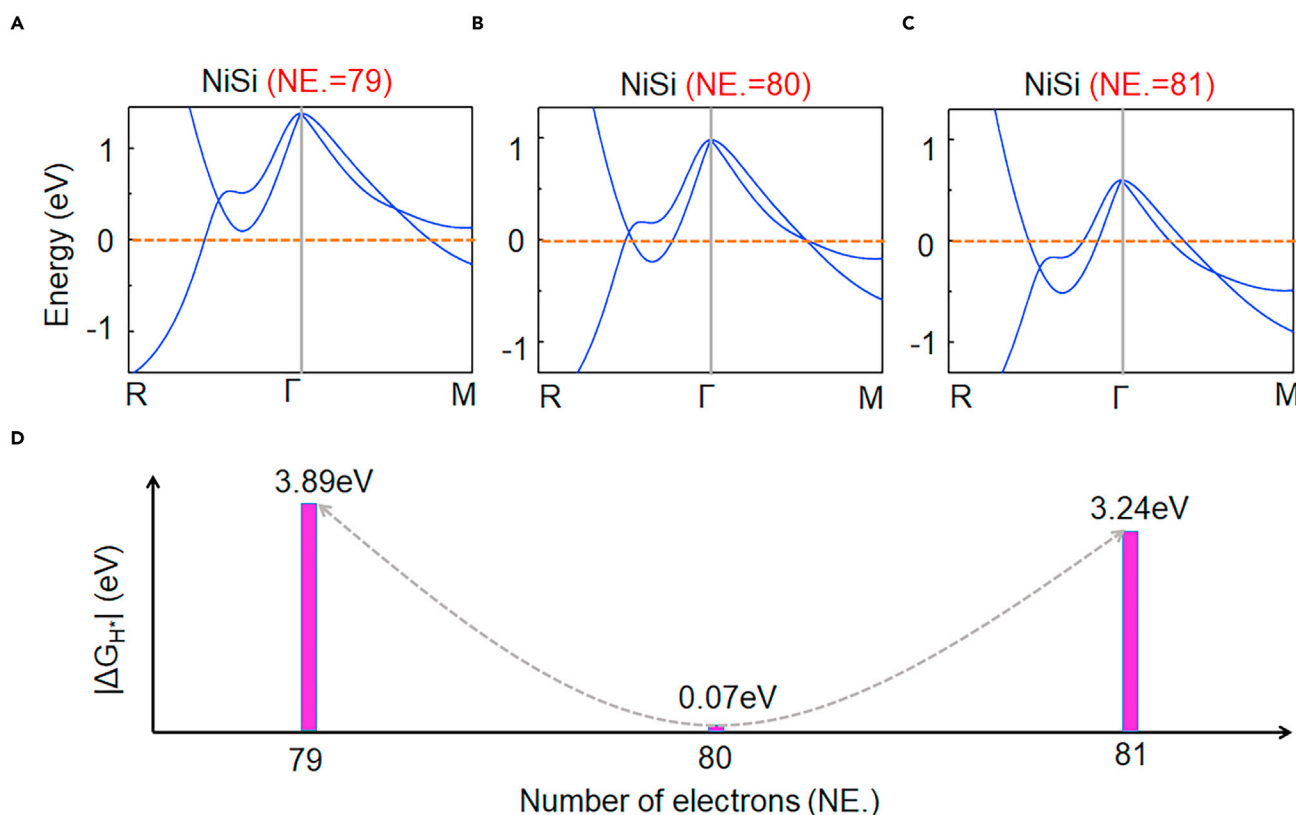 A
B
C
NiSi (NE.=79)
NiSi (NE.=80)
NiSi (NE.=81)
Energy (eV)
1
0
-1
R
Γ
M
1
0
-1
R
Γ
M
1
0
-1
R
Γ
M
D
|ΔG_H*| (eV)
3.89eV
0.07eV
3.24eV
79
80
81
Number of electrons (NE.)